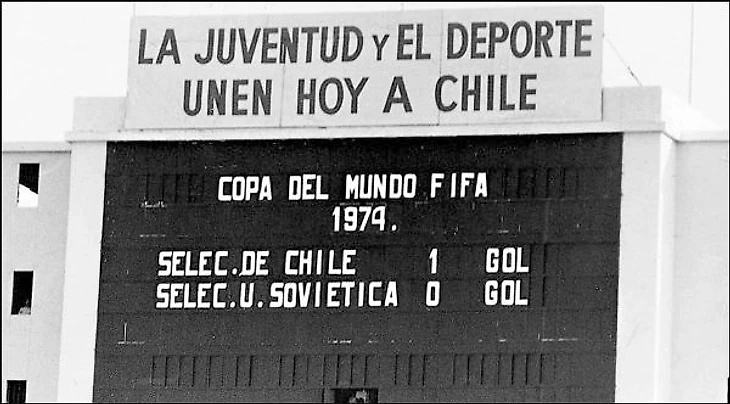 LA JUVENTUD Y EL DEPORTE
UNEN HOY A CHILE
COPA DEL MUNDO FIFA
1974.
SELEC.DE CHILE 1 GOL
SELEC.U.SOVIETICA 0 GOL